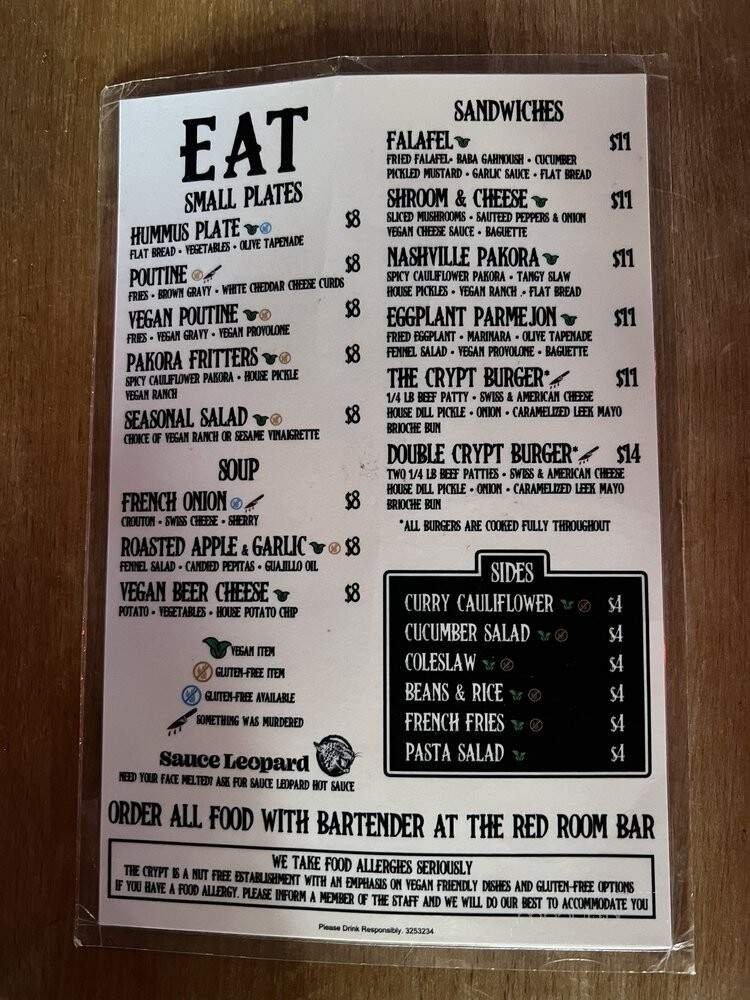 EAT
SMALL PLATES
HUMMUS PLATE $8
FLAT BREAD • VEGETABLES • OLIVE TAPENADE
POUTINE $8
FRIES • BROWN GRAVY • WHITE CHEDDAR CHEESE CURDS
VEGAN POUTINE $8
FRIES • VEGAN GRAVY • VEGAN PROVOLONE
PAKORA FRITTERS $8
SPICY CAULIFLOWER PAKORA • HOUSE PICKLE
VEGAN RANCH
SEASONAL SALAD $8
CHOICE OF VEGAN RANCH OR SESAME VINAIGRETTE
SOUP
FRENCH ONION $8
CROUTON • SWISS CHEESE • SHERRY
ROASTED APPLE & GARLIC $8
FENNEL SALAD • CANDIED PEPITAS • GUAJILLO OIL
VEGAN BEER CHEESE $8
POTATO • VEGETABLES • HOUSE POTATO CHIP
VEGAN ITEM
GLUTEN-FREE ITEM
GLUTEN-FREE AVAILABLE
SOMETHING WAS MURDERED
Sauce Leopard
NEED YOUR FACE MELTED? ASK FOR SAUCE LEOPARD HOT SAUCE
SANDWICHES
FALAFEL $11
FRIED FALAFEL • BABA GAHNOUSH • CUCUMBER
PICKLED MUSTARD • GARLIC SAUCE • FLAT BREAD
SHROOM & CHEESE $11
SLICED MUSHROOMS • SAUTEED PEPPERS & ONION
VEGAN CHEESE SAUCE • BAGUETTE
NASHVILLE PAKORA $11
SPICY CAULIFLOWER PAKORA • TANGY SLAW
HOUSE PICKLES • VEGAN RANCH • FLAT BREAD
EGGPLANT PARMEJON $11
FRIED EGGPLANT • MARINARA • OLIVE TAPENADE
FENNEL SALAD • VEGAN PROVOLONE • BAGUETTE
THE CRYPT BURGER* $11
1/4 LB BEEF PATTY • SWISS & AMERICAN CHEESE
HOUSE DILL PICKLE • ONION • CARAMELIZED LEEK MAYO
BRIOCHE BUN
DOUBLE CRYPT BURGER* $14
TWO 1/4 LB BEEF PATTIES • SWISS & AMERICAN CHEESE
HOUSE DILL PICKLE • ONION • CARAMELIZED LEEK MAYO
BRIOCHE BUN
*ALL BURGERS ARE COOKED FULLY THROUGHOUT
SIDES
CURRY CAULIFLOWER $4
CUCUMBER SALAD $4
COLESLAW $4
BEANS & RICE $4
FRENCH FRIES $4
PASTA SALAD $4
ORDER ALL FOOD WITH BARTENDER AT THE RED ROOM BAR
WE TAKE FOOD ALLERGIES SERIOUSLY
THE CRYPT IS A NUT FREE ESTABLISHMENT WITH AN EMPHASIS ON VEGAN FRIENDLY DISHES AND GLUTEN-FREE OPTIONS
IF YOU HAVE A FOOD ALLERGY, PLEASE INFORM A MEMBER OF THE STAFF AND WE WILL DO OUR BEST TO ACCOMMODATE YOU
Please Drink Responsibly. 3253234